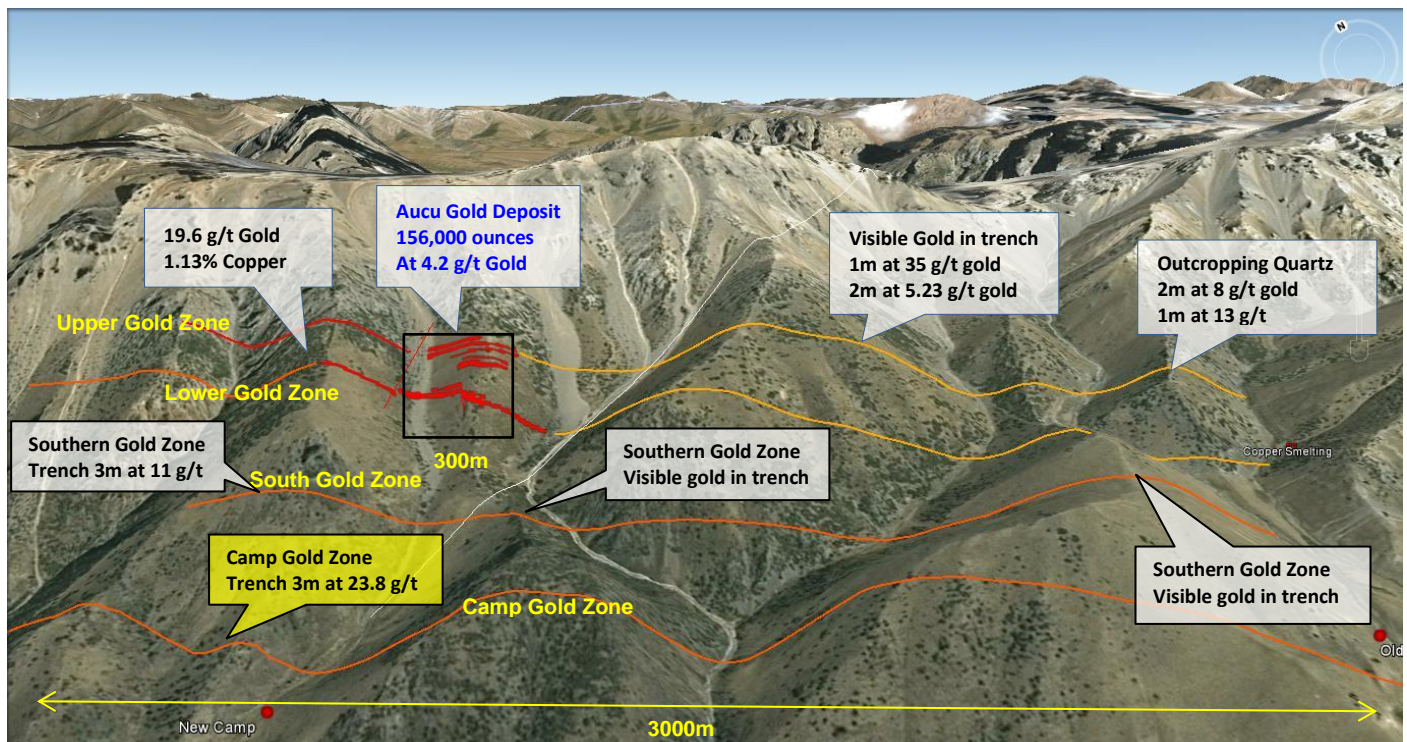 N
19.6 g/t Gold
1.13% Copper
Aucu Gold Deposit
156,000 ounces
At 4.2 g/t Gold
Visible Gold in trench
1m at 35 g/t gold
2m at 5.23 g/t gold
Outcropping Quartz
2m at 8 g/t gold
1m at 13 g/t
Upper Gold Zone
Lower Gold Zone
Southern Gold Zone
Trench 3m at 11 g/t
300m
South Gold Zone
Southern Gold Zone
Visible gold in trench
Copper Smelting
Camp Gold Zone
Trench 3m at 23.8 g/t
Camp Gold Zone
Southern Gold Zone
Visible gold in trench
Old
New Camp
3000m